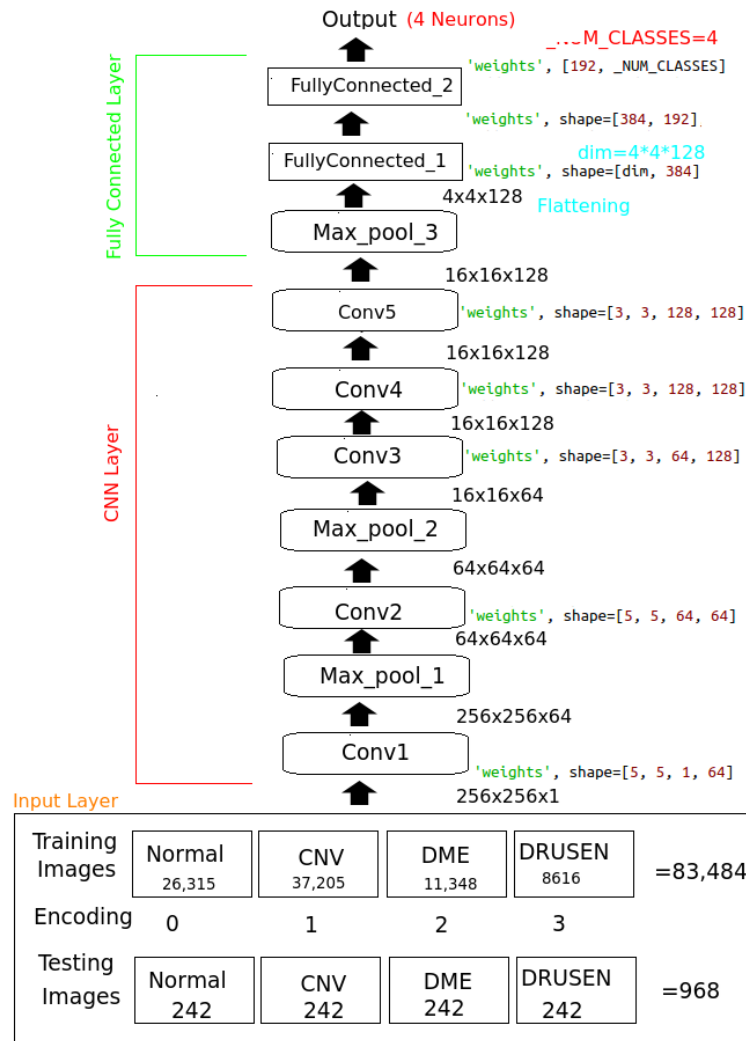 Output (4 Neurons)
_NUM_CLASSES=4
'weights', [192, _NUM_CLASSES]
FullyConnected_2
'weights', shape=[384, 192]
FullyConnected_1
dim=4*4*128
'weights', shape=[dim, 384]
4x4x128
Flattening
Max_pool_3
Fully Connected Layer
16x16x128
Conv5
'weights', shape=[3, 3, 128, 128]
16x16x128
Conv4
'weights', shape=[3, 3, 128, 128]
16x16x128
Conv3
'weights', shape=[3, 3, 64, 128]
CNN Layer
16x16x64
Max_pool_2
64x64x64
Conv2
'weights', shape=[5, 5, 64, 64]
64x64x64
Max_pool_1
256x256x64
Conv1
'weights', shape=[5, 5, 1, 64]
256x256x1
Input Layer
Training Images
Normal 26,315
CNV 37,205
DME 11,348
DRUSEN 8616
=83,484
Encoding 0 1 2 3
Testing Images
Normal 242
CNV 242
DME 242
DRUSEN 242
=968